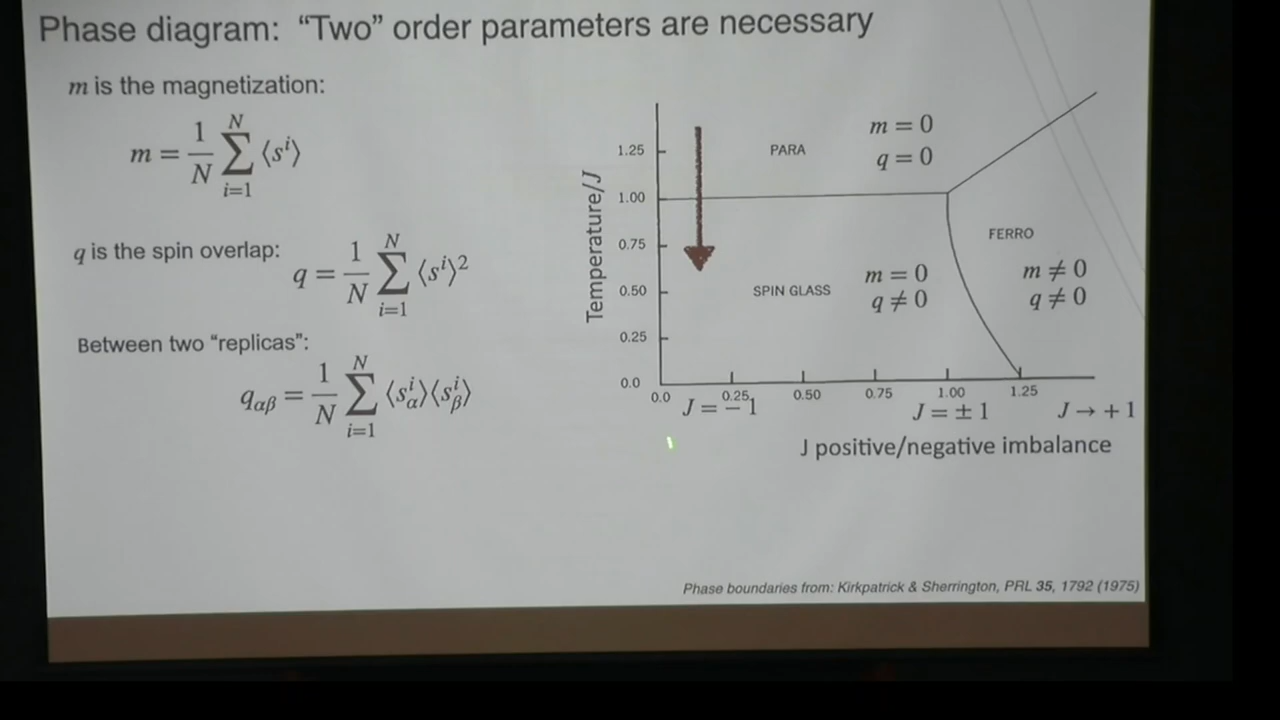 Phase diagram: “Two” order parameters are necessary
m is the magnetization:
m = 1/N ∑_{i=1}^{N} ⟨s^i⟩
q is the spin overlap:
q = 1/N ∑_{i=1}^{N} ⟨s^i⟩^2
Between two “replicas”:
q_{αβ} = 1/N ∑_{i=1}^{N} ⟨s^i_α⟩⟨s^i_β⟩
Temperature/J
1.25
1.00
0.75
0.50
0.25
0.0
PARA
m = 0
q = 0
SPIN GLASS
m = 0
q ≠ 0
FERRO
m ≠ 0
q ≠ 0
0.0 0.25 0.50 0.75 1.00 1.25
J = −1 J = ± 1 J → +1
J positive/negative imbalance
Phase boundaries from: Kirkpatrick & Sherrington, PRL 35, 1792 (1975)